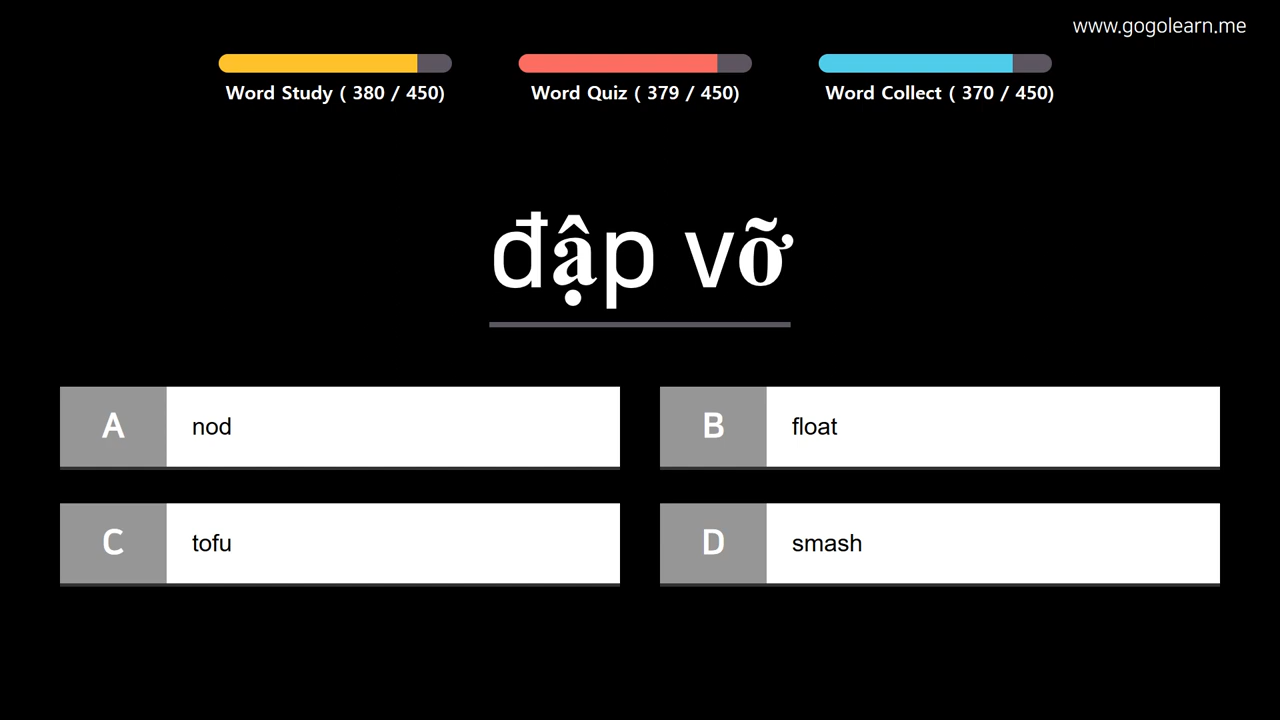 www.gogolearn.me
Word Study ( 380 / 450)
Word Quiz ( 379 / 450)
Word Collect ( 370 / 450)
đập vỡ
A nod
B float
C tofu
D smash